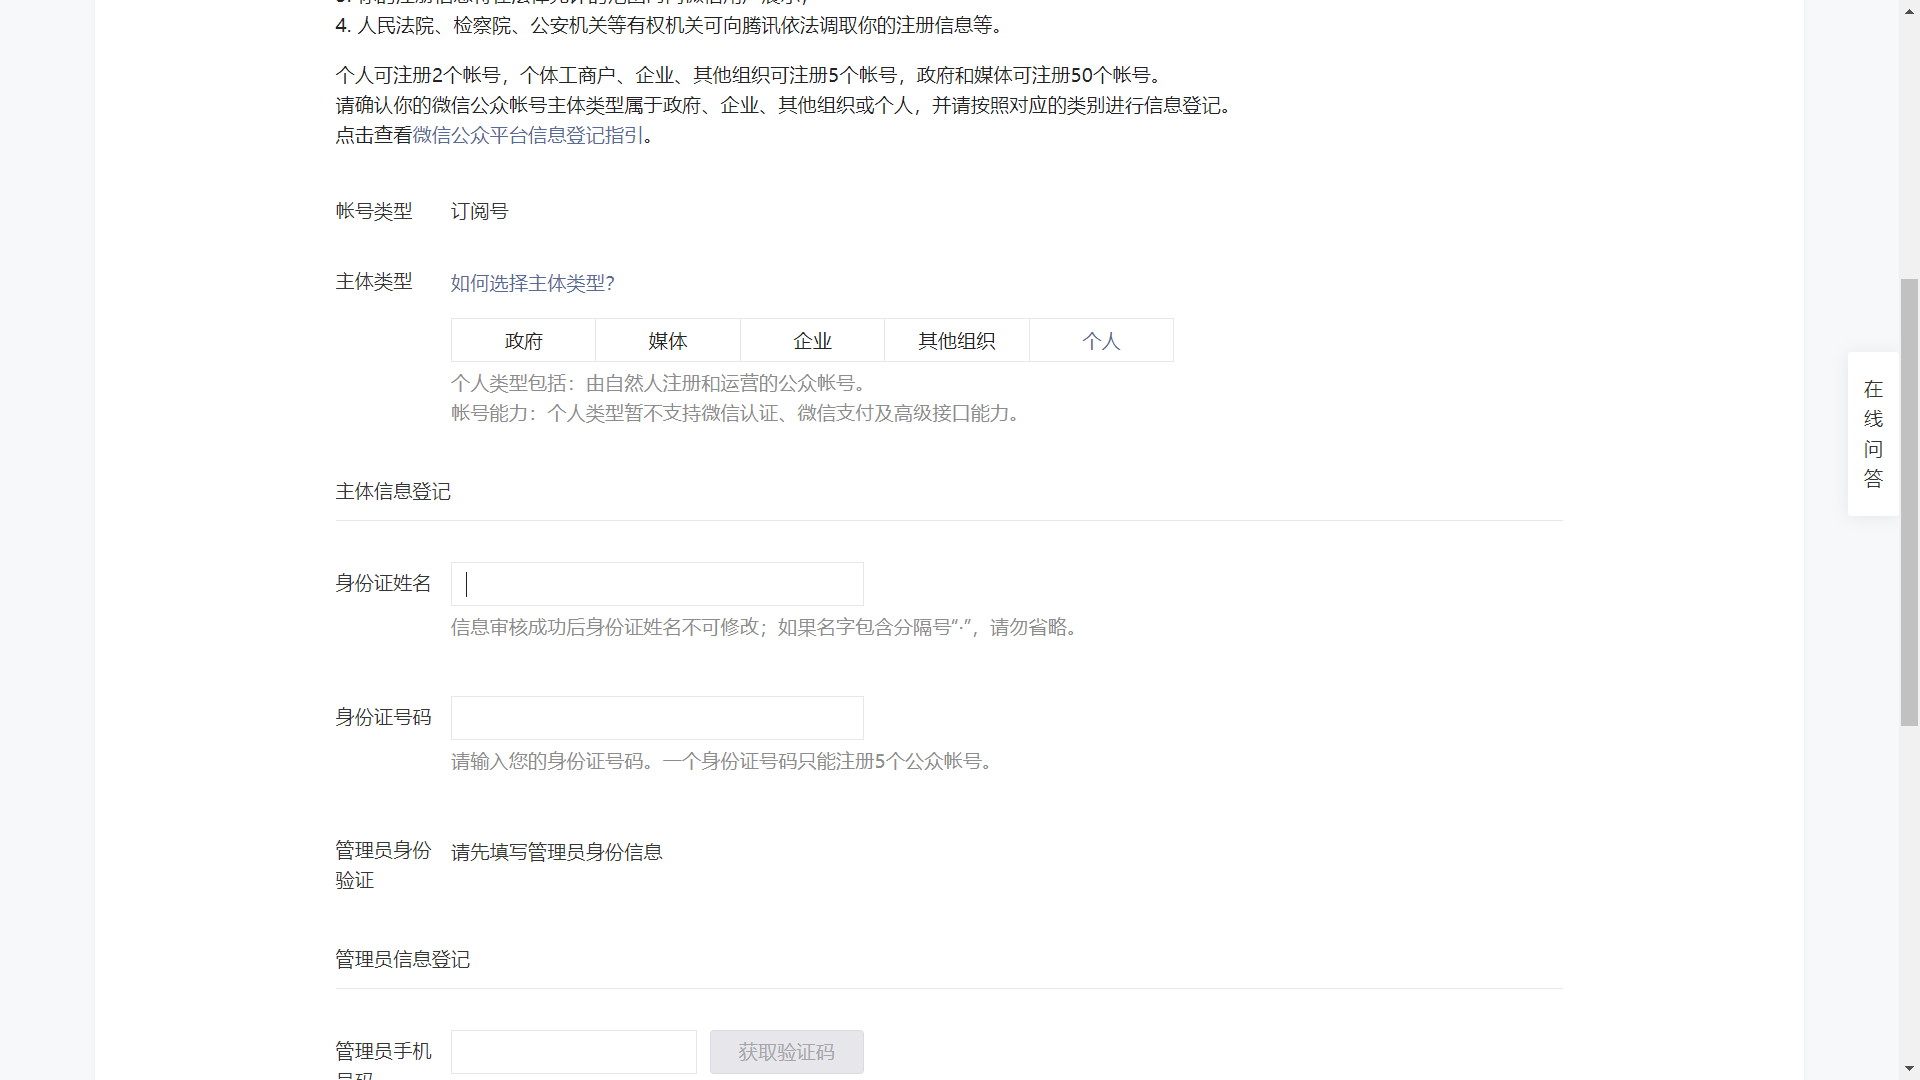 4. 人民法院、检察院、公安机关等有权机关可向腾讯依法调取你的注册信息等。
个人可注册2个帐号，个体工商户、企业、其他组织可注册5个帐号，政府和媒体可注册50个帐号。
请确认你的微信公众帐号主体类型属于政府、企业、其他组织或个人，并请按照对应的类别进行信息登记。
点击查看微信公众平台信息登记指引。
帐号类型 订阅号
主体类型 如何选择主体类型?
政府 媒体 企业 其他组织 个人
个人类型包括：由自然人注册和运营的公众帐号。
帐号能力：个人类型暂不支持微信认证、微信支付及高级接口能力。
在线问答
主体信息登记
身份证姓名
信息审核成功后身份证姓名不可修改；如果名字包含分隔号“·”，请勿省略。
身份证号码
请输入您的身份证号码。一个身份证号码只能注册5个公众帐号。
管理员身份验证 请先填写管理员身份信息
管理员信息登记
管理员手机 获取验证码